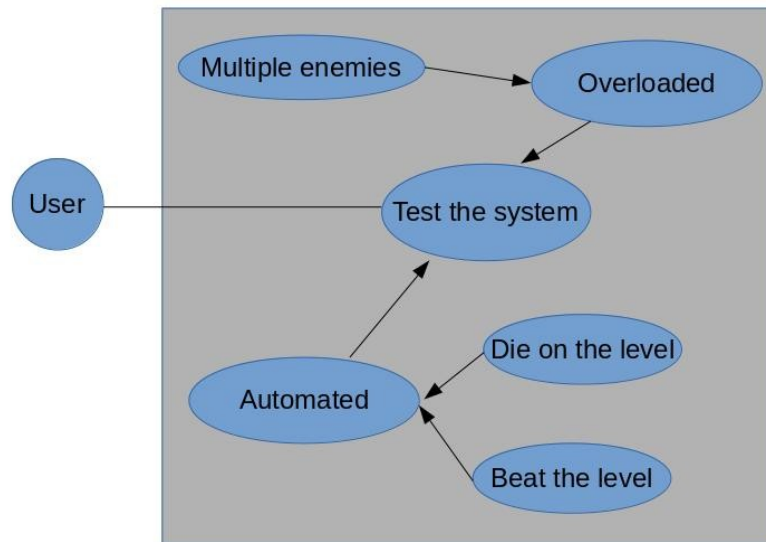 Multiple enemies
Overloaded
User
Test the system
Die on the level
Automated
Beat the level